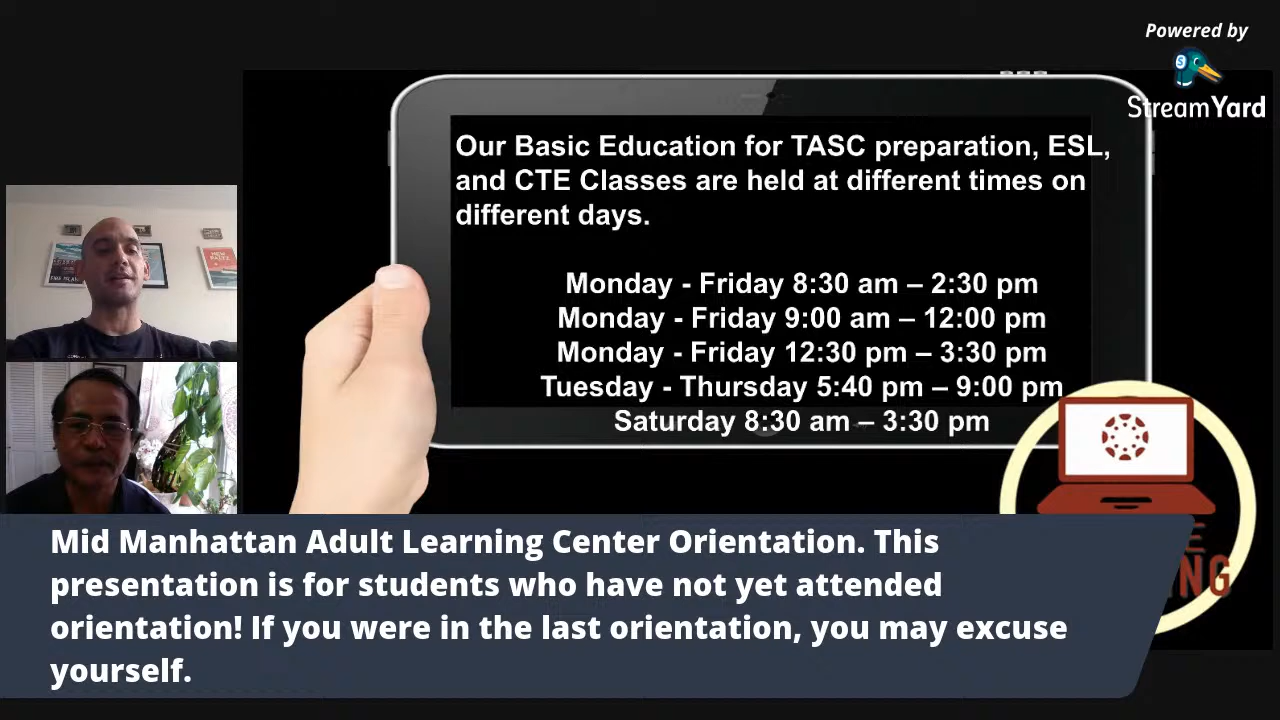 Powered by
StreamYard
Our Basic Education for TASC preparation, ESL,
and CTE Classes are held at different times on
different days.
Monday - Friday 8:30 am – 2:30 pm
Monday - Friday 9:00 am – 12:00 pm
Monday - Friday 12:30 pm – 3:30 pm
Tuesday - Thursday 5:40 pm – 9:00 pm
Saturday 8:30 am – 3:30 pm
Mid Manhattan Adult Learning Center Orientation. This
presentation is for students who have not yet attended
orientation! If you were in the last orientation, you may excuse
yourself.